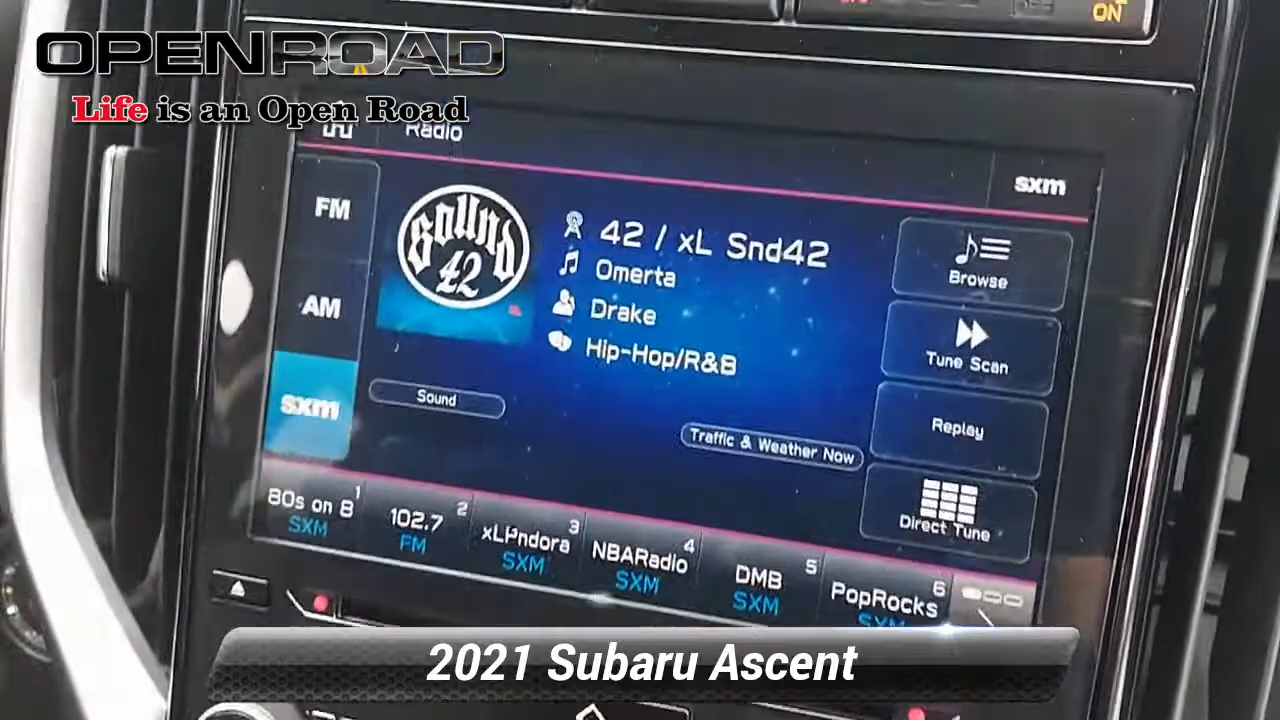 ON
OPENROAD
Life is an Open Road
Radio
sxm
FM
AM
sxm
Sound 42
42 / xL Snd42
Omerta
Drake
Hip-Hop/R&B
Sound
Traffic & Weather Now
Browse
Tune Scan
Replay
Direct Tune
80s on 8 1
SXM
102.7 2
FM
xLPndora 3
SXM
NBARadio 4
SXM
DMB 5
SXM
PopRocks 6
SXM
2021 Subaru Ascent